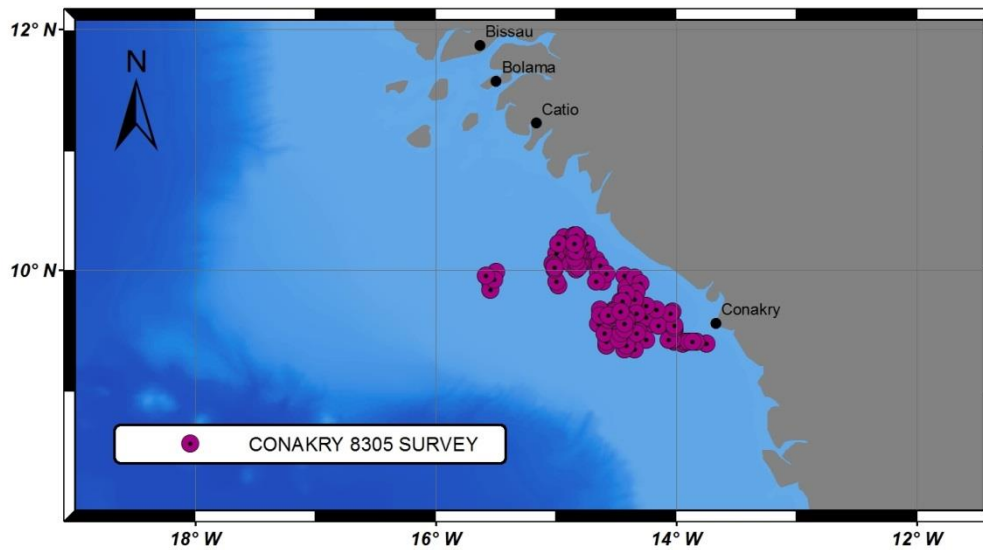 12° N
Bissau
N
Bolama
Catio
10° N
Conakry
CONAKRY 8305 SURVEY
18° W
16° W
14° W
12° W